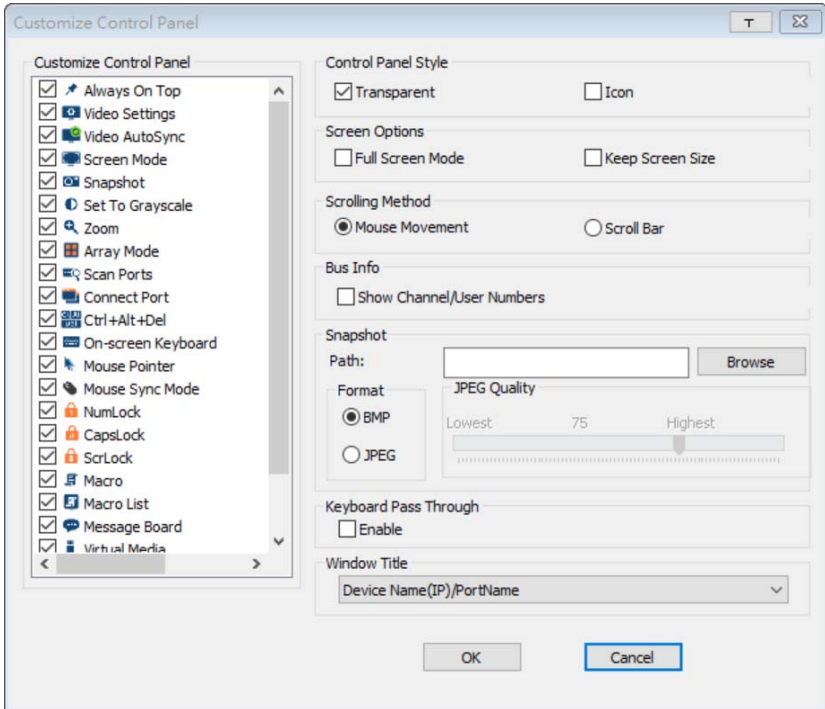 Customize Control Panel
T
Customize Control Panel
Always On Top
Video Settings
Video AutoSync
Screen Mode
Snapshot
Set To Grayscale
Zoom
Array Mode
Scan Ports
Connect Port
Ctrl+Alt+Del
On-screen Keyboard
Mouse Pointer
Mouse Sync Mode
NumLock
CapsLock
ScrLock
Macro
Macro List
Message Board
Virtual Media
Control Panel Style
Transparent Icon
Screen Options
Full Screen Mode Keep Screen Size
Scrolling Method
Mouse Movement Scroll Bar
Bus Info
Show Channel/User Numbers
Snapshot
Path: Browse
Format
BMP
JPEG
JPEG Quality
Lowest 75 Highest
Keyboard Pass Through
Enable
Window Title
Device Name(IP)/PortName
OK Cancel